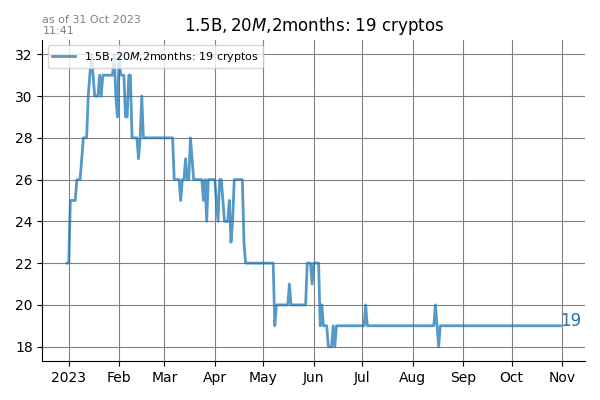 as of 31 Oct 2023
11:41
1.5B, 20M,2months: 19 cryptos
1.5B, 20M,2months: 19 cryptos
32
30
28
26
24
22
20
18
19
2023 Feb Mar Apr May Jun Jul Aug Sep Oct Nov